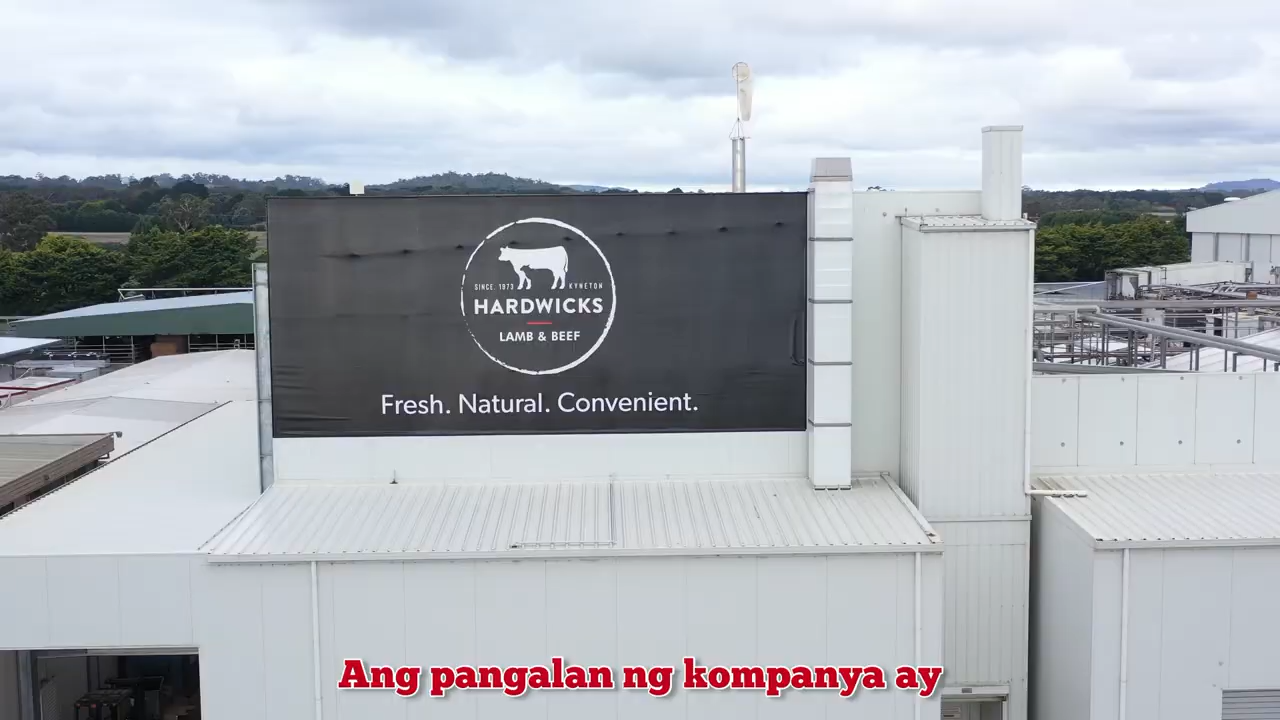 SINCE. 1973 KYNETON
HARDWICKS
LAMB & BEEF
Fresh. Natural. Convenient.
Ang pangalan ng kompanya ay